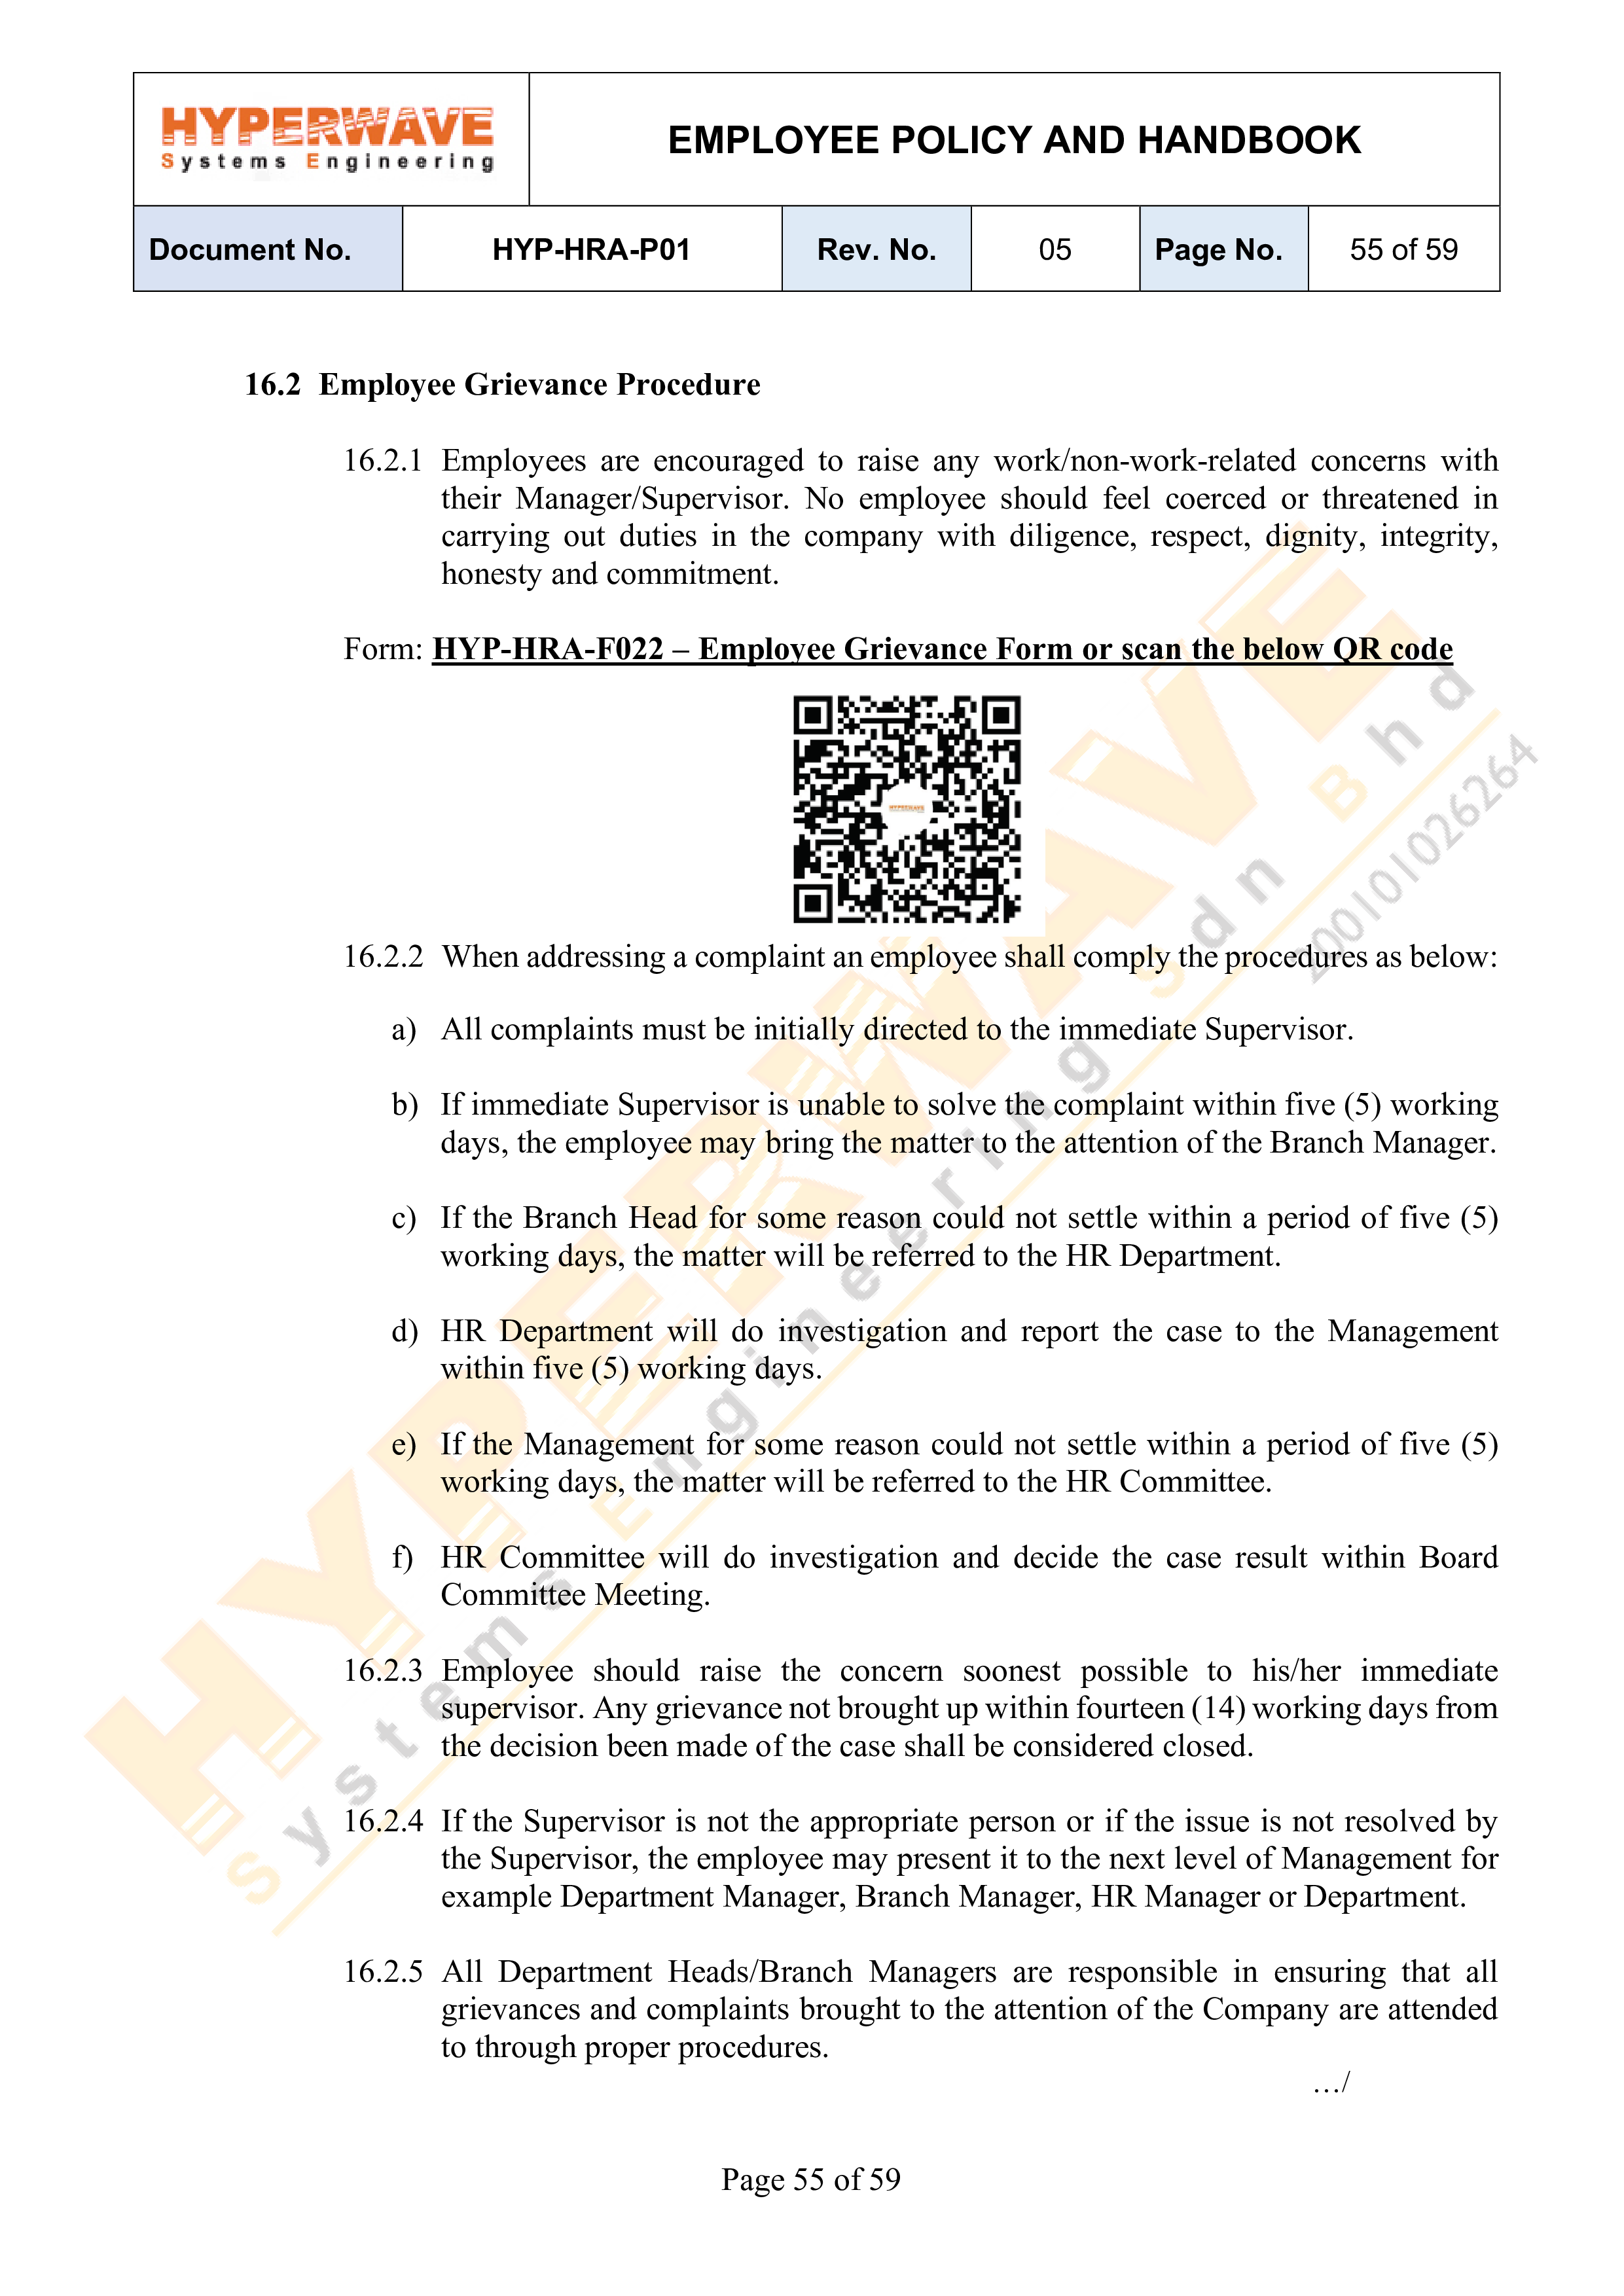 HYPERWAVE
Systems Engineering
EMPLOYEE POLICY AND HANDBOOK
Document No.
HYP-HRA-P01
Rev. No.
05
Page No.
55 of 59
16.2 Employee Grievance Procedure
16.2.1 Employees are encouraged to raise any work/non-work-related concerns with
their Manager/Supervisor. No employee should feel coerced or threatened in
carrying out duties in the company with diligence, respect, dignity, integrity,
honesty and commitment.
Form: HYP-HRA-F022 – Employee Grievance Form or scan the below QR code
HYPERWAVE
16.2.2 When addressing a complaint an employee shall comply the procedures as below:
a) All complaints must be initially directed to the immediate Supervisor.
b) If immediate Supervisor is unable to solve the complaint within five (5) working
days, the employee may bring the matter to the attention of the Branch Manager.
c) If the Branch Head for some reason could not settle within a period of five (5)
working days, the matter will be referred to the HR Department.
d) HR Department will do investigation and report the case to the Management
within five (5) working days.
e) If the Management for some reason could not settle within a period of five (5)
working days, the matter will be referred to the HR Committee.
f) HR Committee will do investigation and decide the case result within Board
Committee Meeting.
16.2.3 Employee should raise the concern soonest possible to his/her immediate
supervisor. Any grievance not brought up within fourteen (14) working days from
the decision been made of the case shall be considered closed.
16.2.4 If the Supervisor is not the appropriate person or if the issue is not resolved by
the Supervisor, the employee may present it to the next level of Management for
example Department Manager, Branch Manager, HR Manager or Department.
16.2.5 All Department Heads/Branch Managers are responsible in ensuring that all
grievances and complaints brought to the attention of the Company are attended
to through proper procedures.
…/
Page 55 of 59
HYPERWAVE
Systems Engineering Sdn Bhd
200101026264